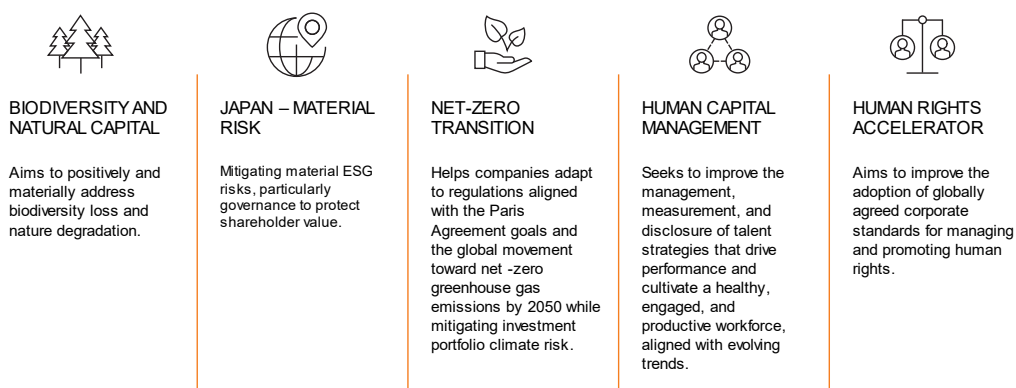 BIODIVERSITY AND
NATURAL CAPITAL
Aims to positively and
materially address
biodiversity loss and
nature degradation.
JAPAN – MATERIAL
RISK
Mitigating material ESG
risks, particularly
governance to protect
shareholder value.
NET-ZERO
TRANSITION
Helps companies adapt
to regulations aligned
with the Paris
Agreement goals and
the global movement
toward net -zero
greenhouse gas
emissions by 2050 while
mitigating investment
portfolio climate risk.
HUMAN CAPITAL
MANAGEMENT
Seeks to improve the
management,
measurement, and
disclosure of talent
strategies that drive
performance and
cultivate a healthy,
engaged, and
productive workforce,
aligned with evolving
trends.
HUMAN RIGHTS
ACCELERATOR
Aims to improve the
adoption of globally
agreed corporate
standards for managing
and promoting human
rights.